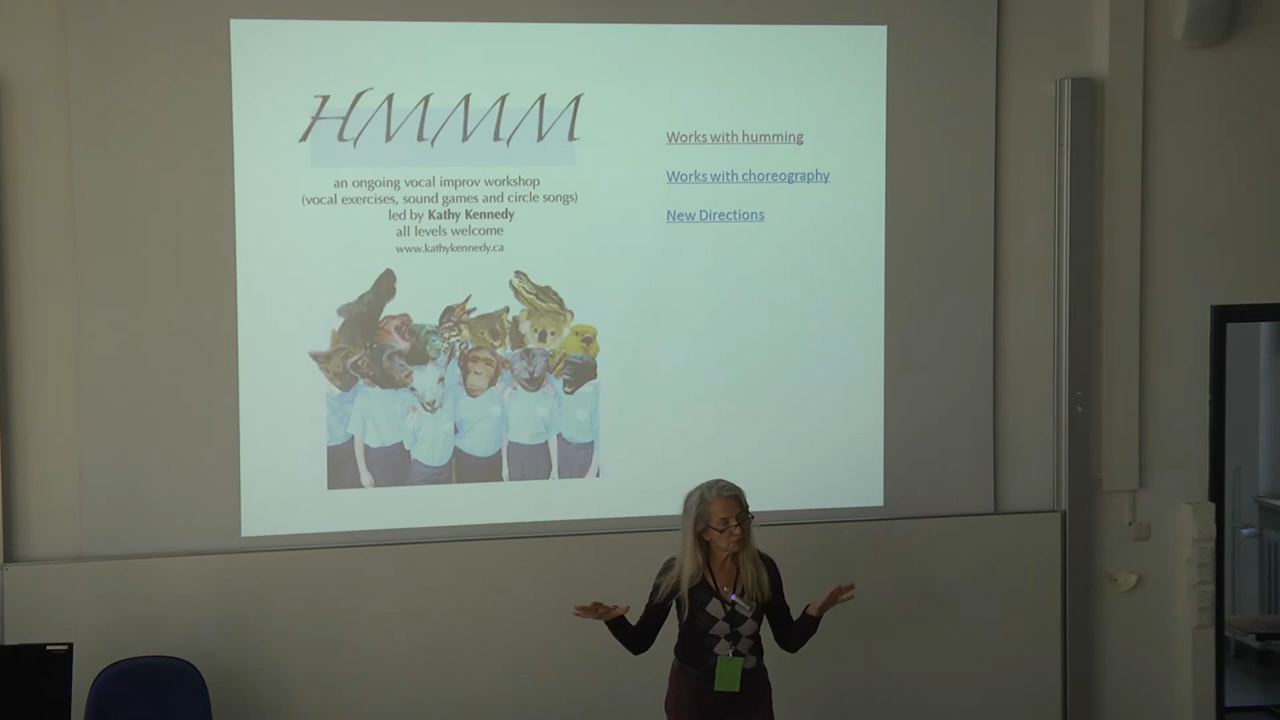 HMMM
an ongoing vocal improv workshop
(vocal exercises, sound games and circle songs)
led by Kathy Kennedy
all levels welcome
www.kathykennedy.ca
Works with humming
Works with choreography
New Directions